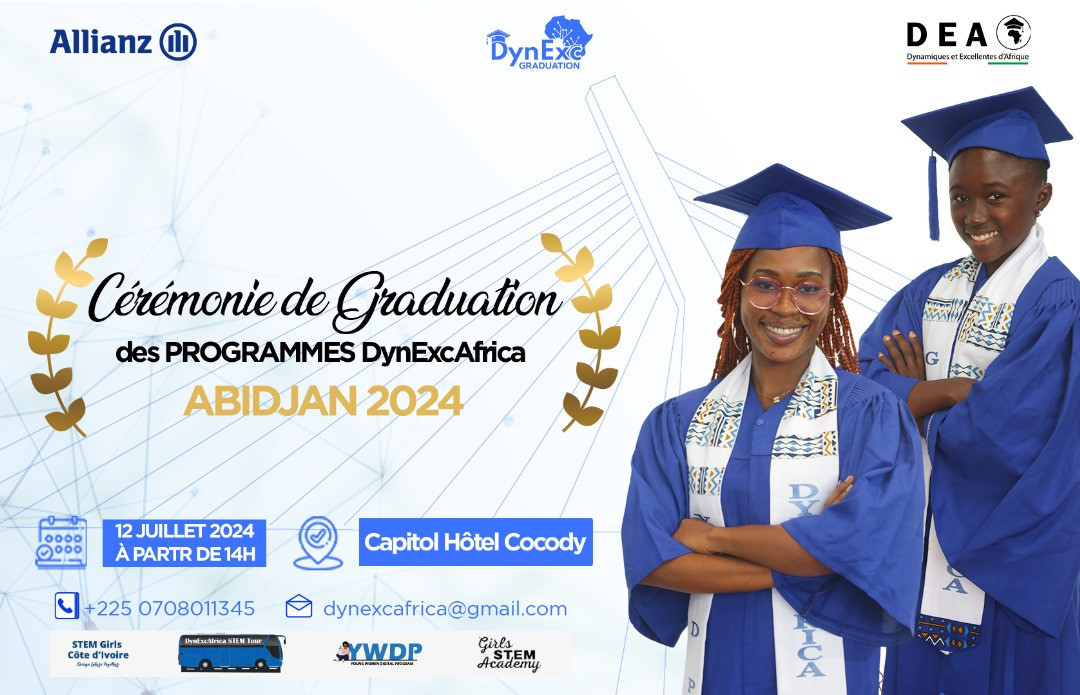 Allianz
DynExc
GRADUATION
DEA
Dynamiques et Excellentes d'Afrique
Cérémonie de Graduation
des PROGRAMMES DynExcAfrica
ABIDJAN 2024
12 JUILLET 2024
À PARTR DE 14H
Capitol Hôtel Cocody
+225 0708011345
dynexcafrica@gmail.com
STEM Girls
Côte d'Ivoire
DynExcAfrica STEM Tour
YWDP
YOUNG WOMEN DIGITAL PROGRAM
Girls
STEM
Academy